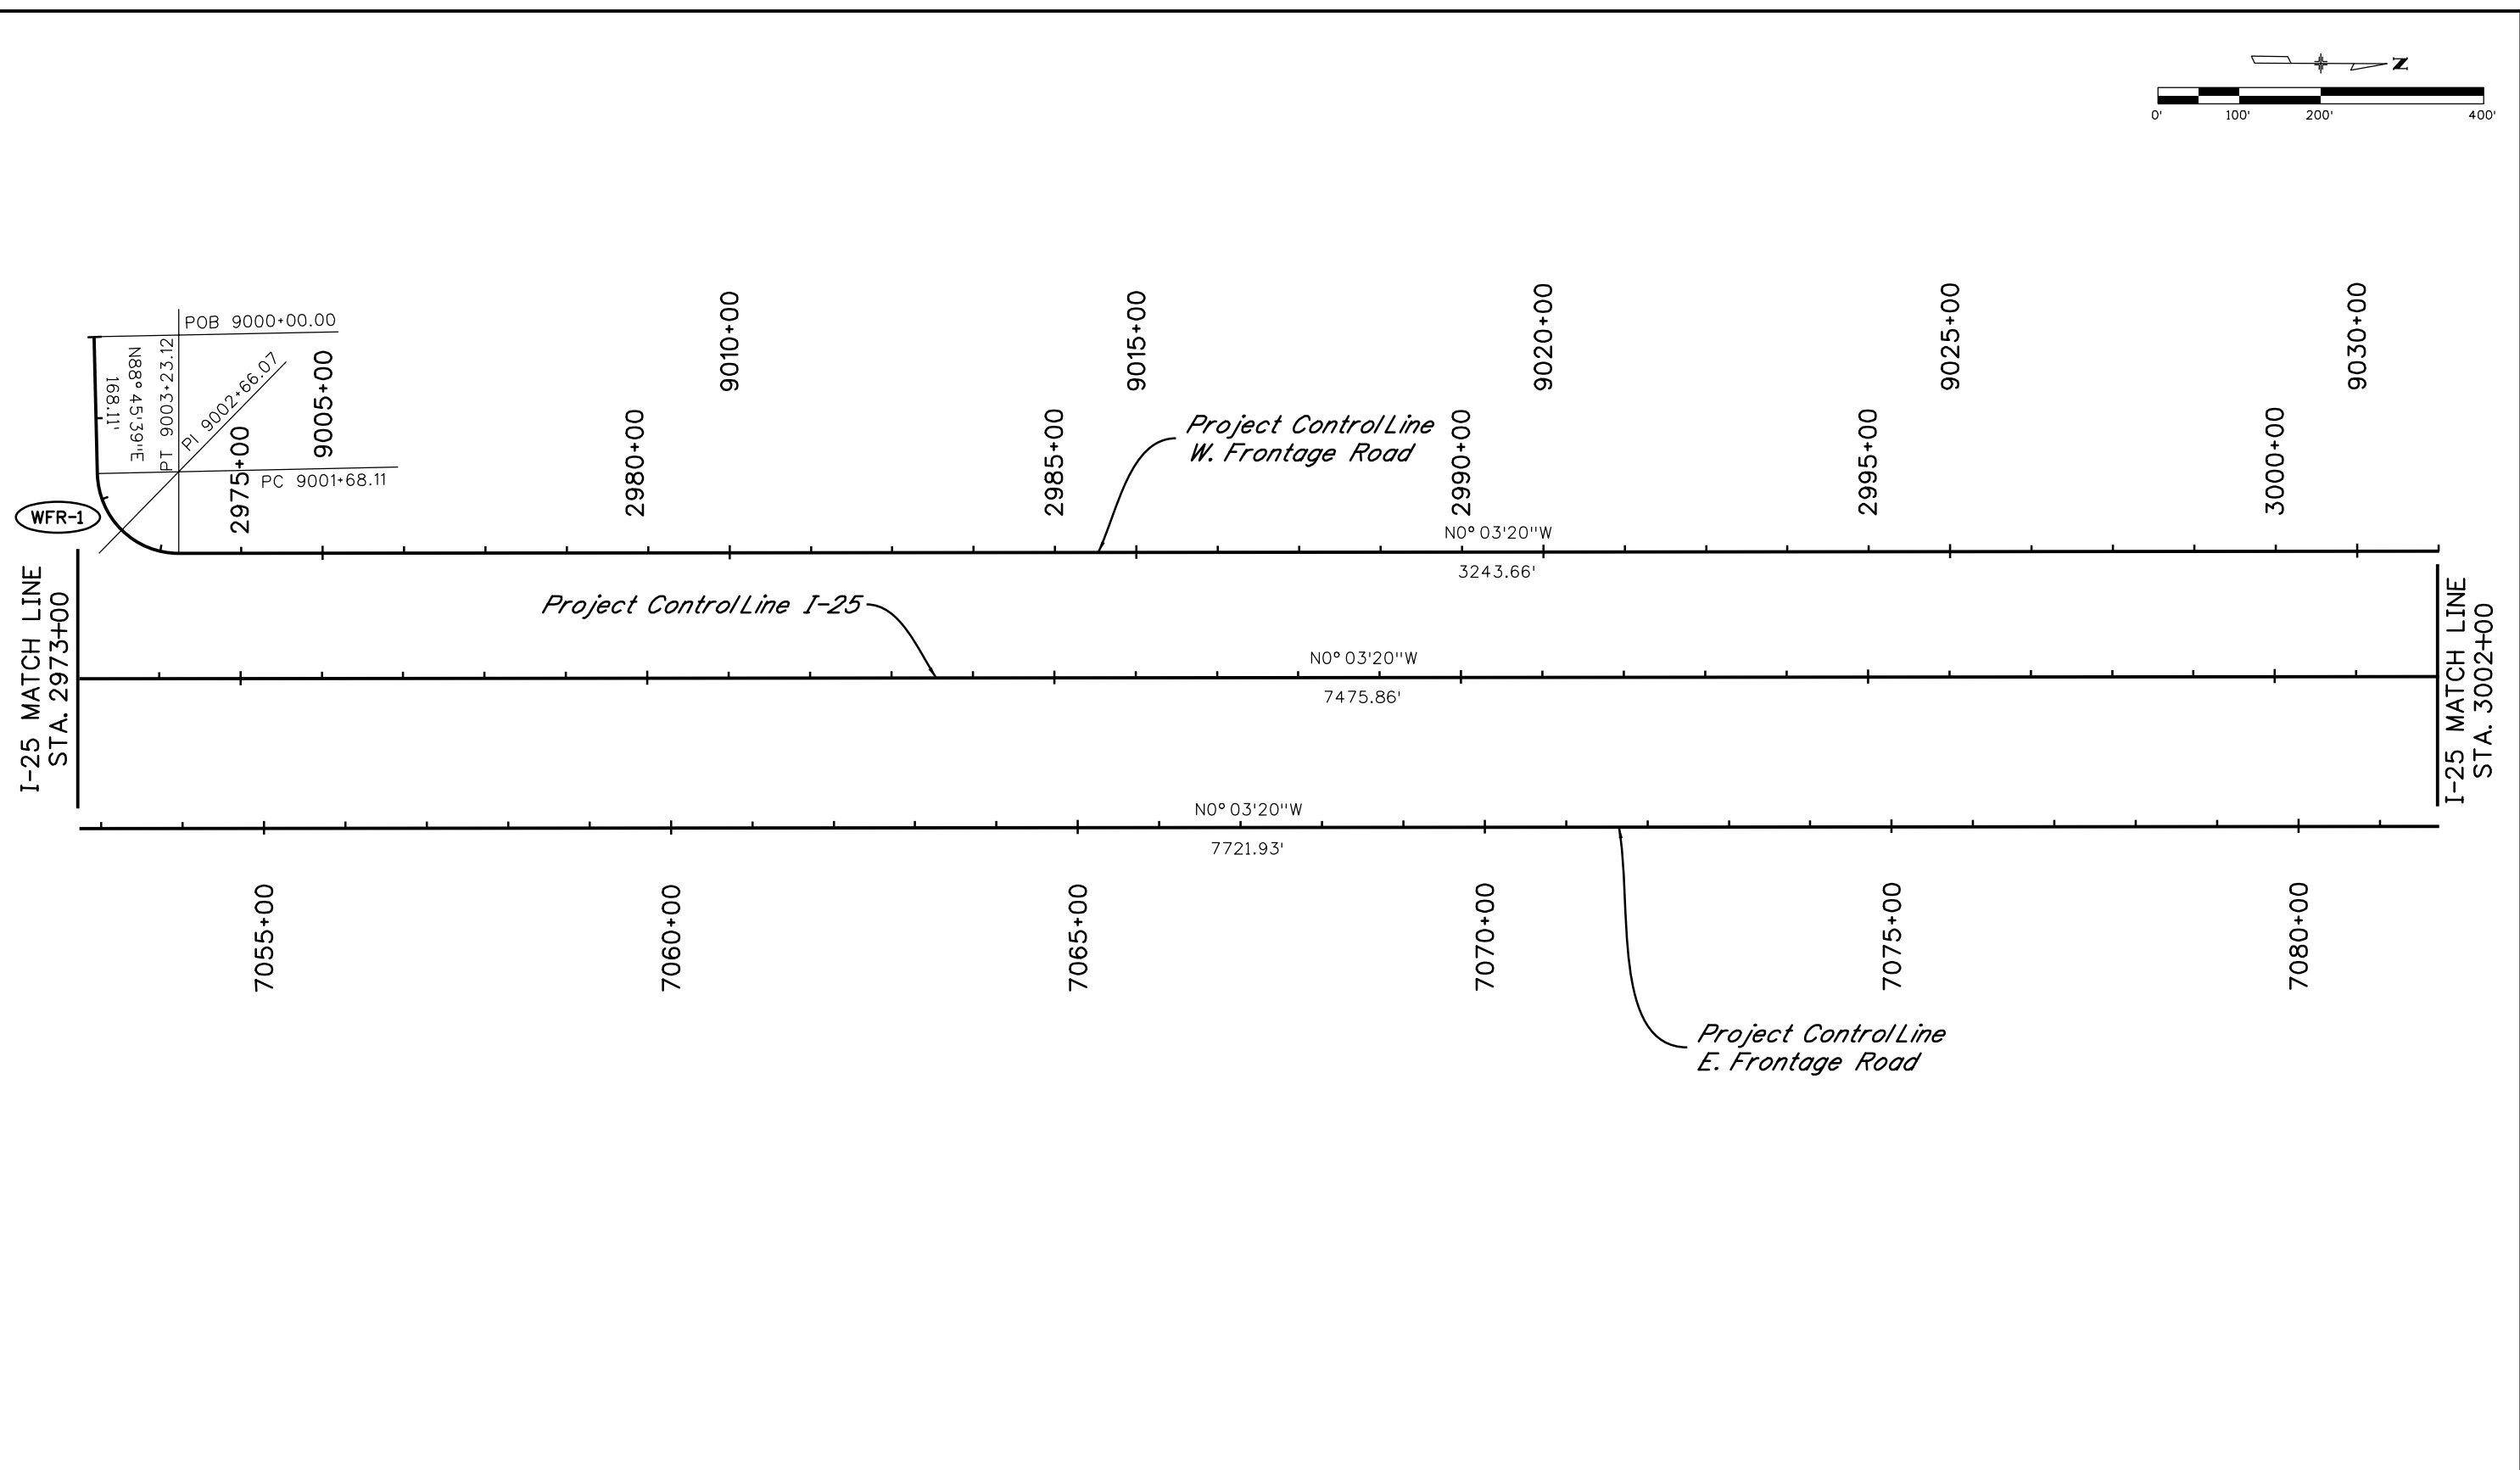 N
0' 100' 200' 400'
POB 9000+00.00
N88°45'39"E
168.11'
PT 9003+23.12
PI 9002+66.07
PC 9001+68.11
WFR-1
9005+00
9010+00
9015+00
9020+00
9025+00
9030+00
2975+00
2980+00
2985+00
2990+00
2995+00
3000+00
Project Control Line
W. Frontage Road
N0°03'20"W
3243.66'
I-25 MATCH LINE
STA. 2973+00
Project Control Line I-25
N0°03'20"W
7475.86'
I-25 MATCH LINE
STA. 3002+00
N0°03'20"W
7721.93'
7055+00
7060+00
7065+00
7070+00
7075+00
7080+00
Project Control Line
E. Frontage Road